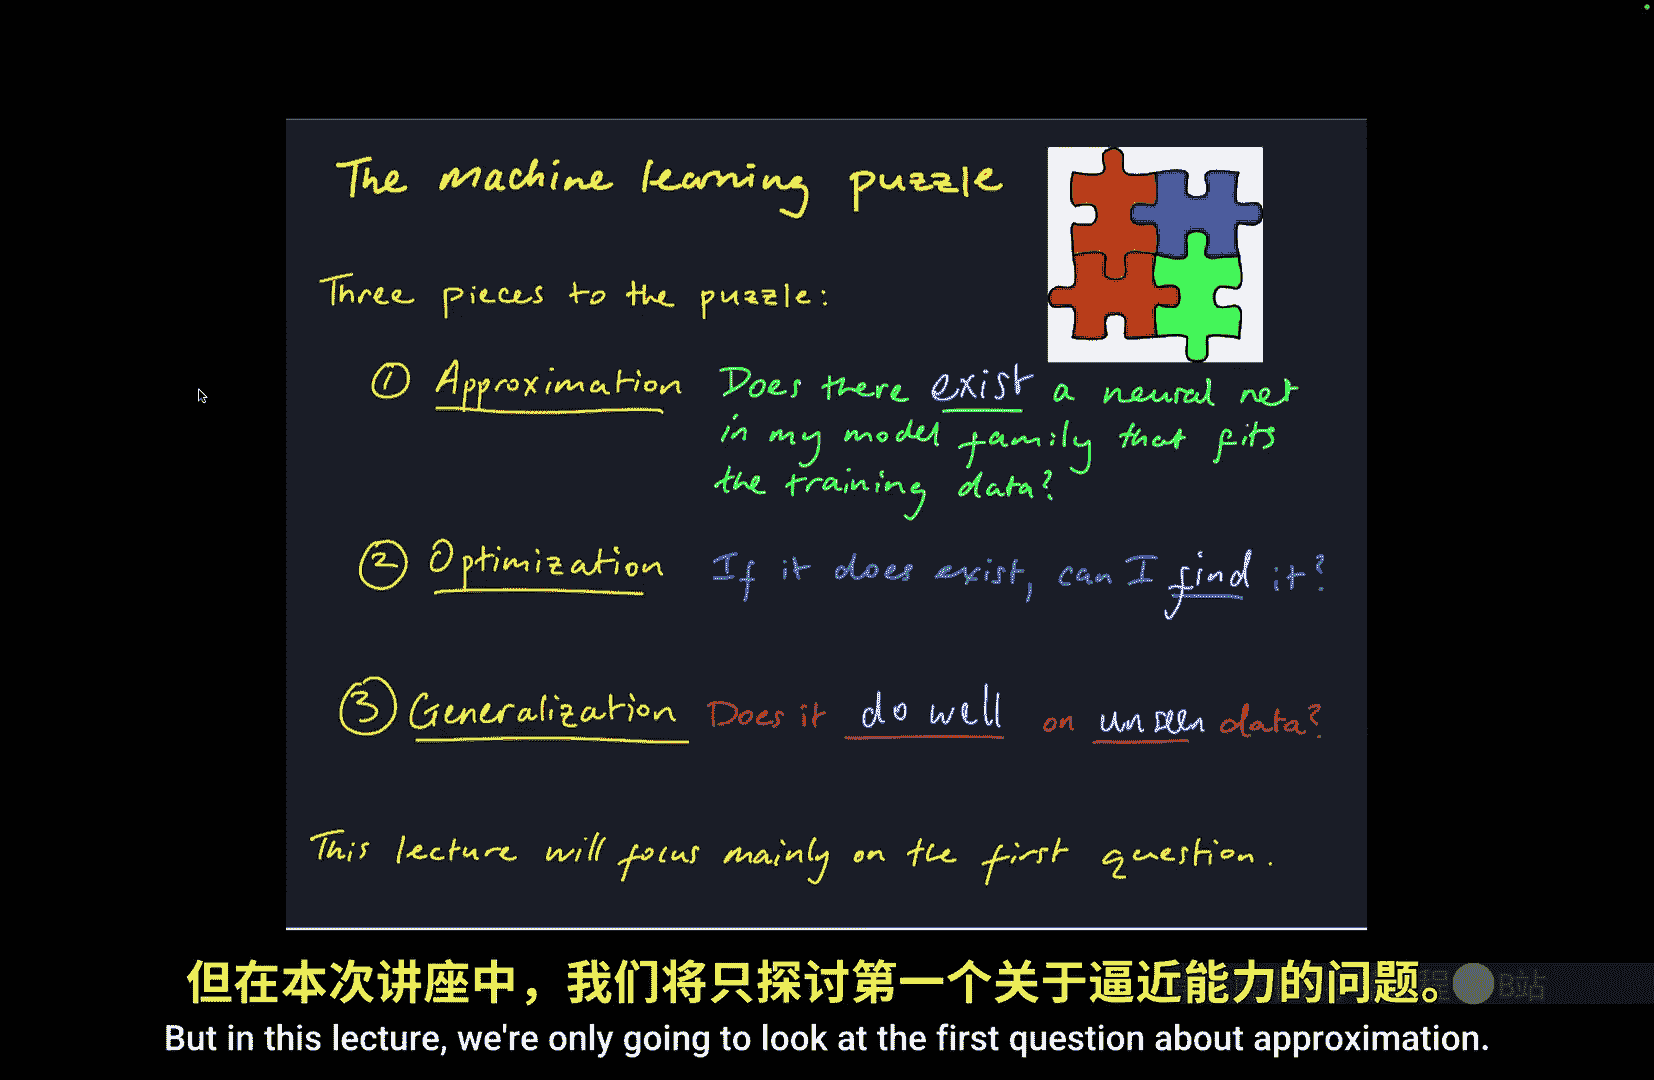 The machine learning puzzle
Three pieces to the puzzle:
① Approximation Does there exist a neural net
in my model family that fits
the training data?
② Optimization If it does exist, can I find it?
③ Generalization Does it do well on unseen data?
This lecture will focus mainly on the first question.
但在本次讲座中，我们将只探讨第一个关于逼近能力的问题。
B站
But in this lecture, we're only going to look at the first question about approximation.